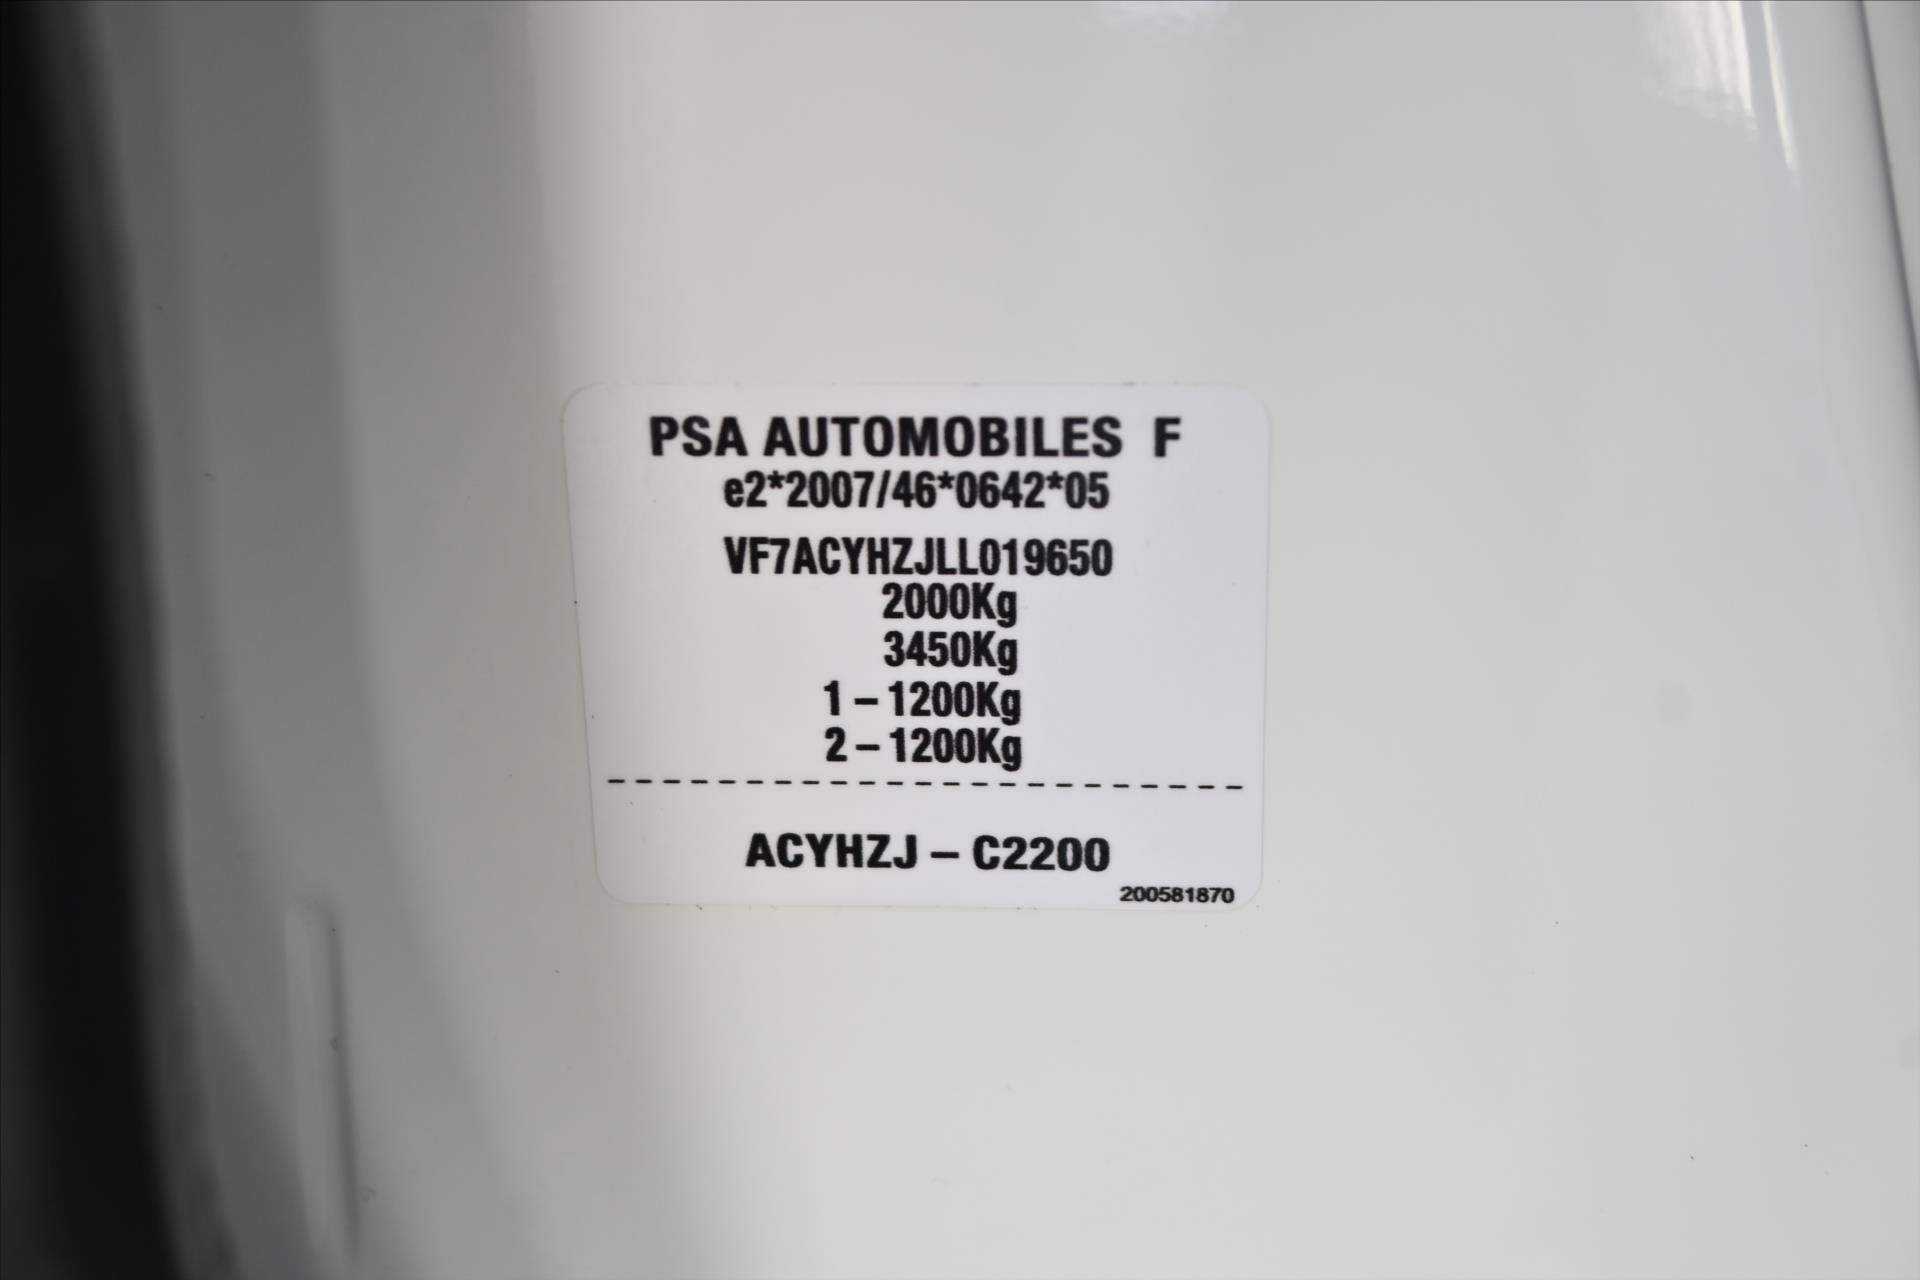 PSA AUTOMOBILES F
e2*2007/46*0642*05
VF7ACYHZJLL019650
2000Kg
3450Kg
1 – 1200Kg
2 – 1200Kg
ACYHZJ – C2200
200581870